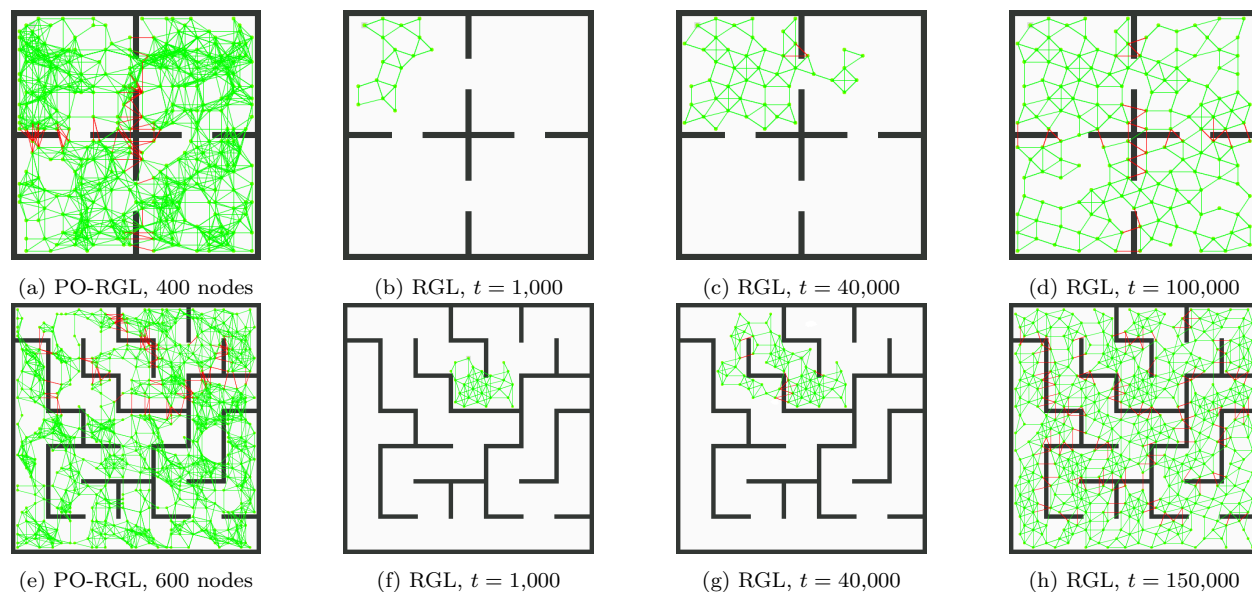 (a) PO-RGL, 400 nodes
(b) RGL, t = 1,000
(c) RGL, t = 40,000
(d) RGL, t = 100,000
(e) PO-RGL, 600 nodes
(f) RGL, t = 1,000
(g) RGL, t = 40,000
(h) RGL, t = 150,000